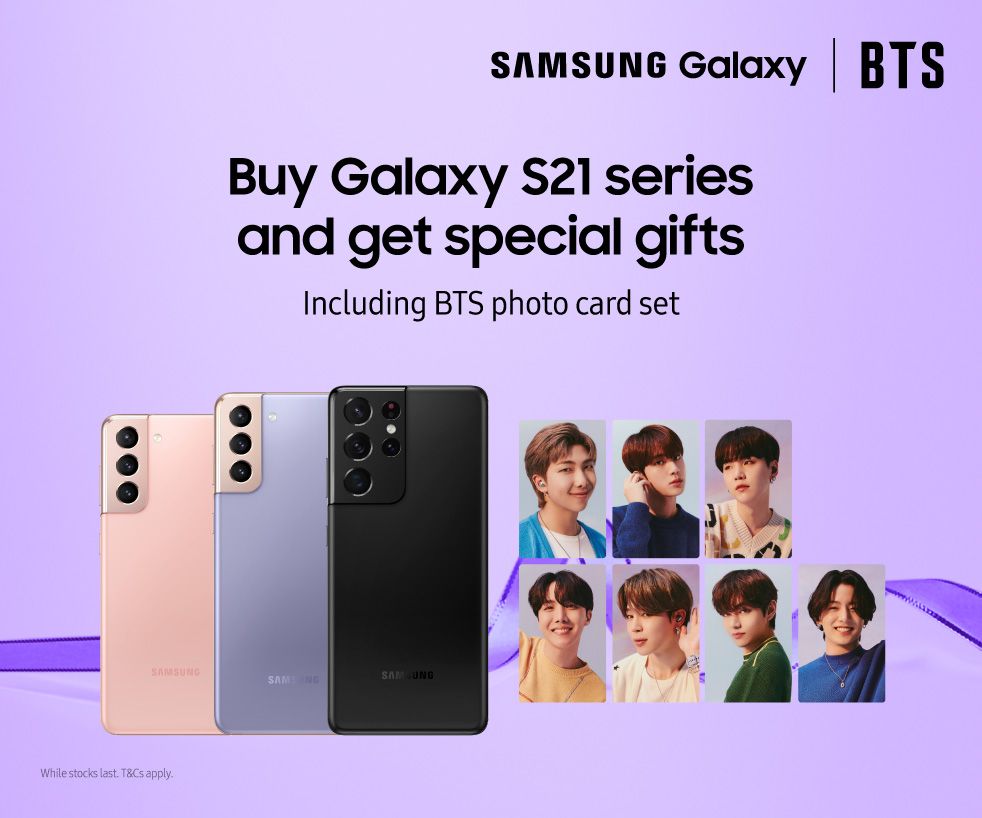 SAMSUNG Galaxy | BTS
Buy Galaxy S21 series
and get special gifts
Including BTS photo card set
SAMSUNG
SAMSUNG
SAMSUNG
While stocks last. T&Cs apply.